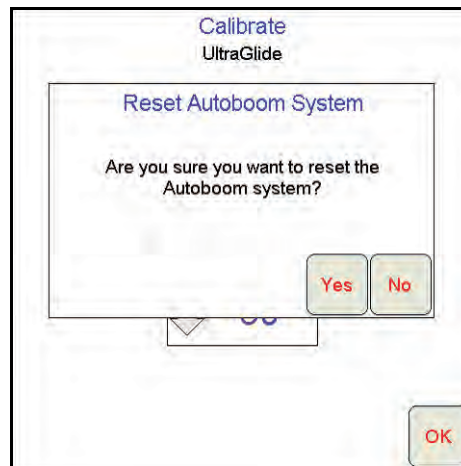 Calibrate
UltraGlide
Reset Autoboom System
Are you sure you want to reset the
Autoboom system?
Yes No
OK